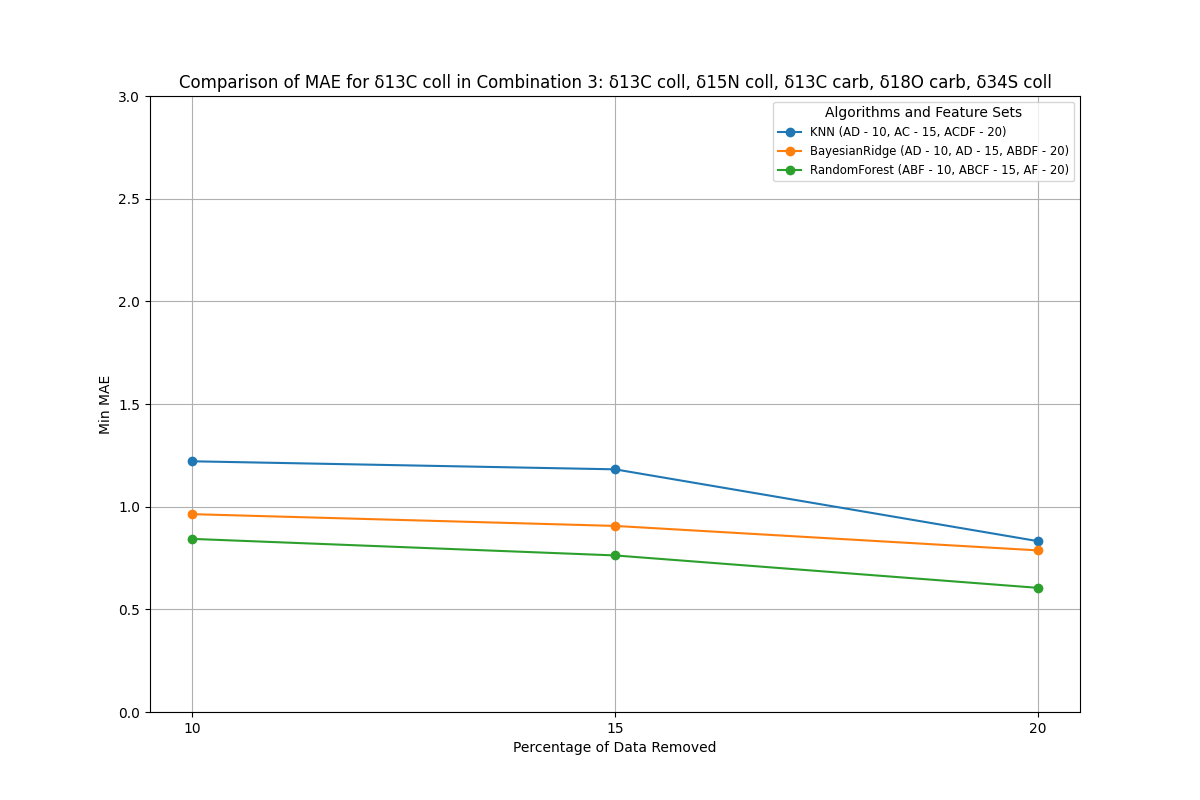 Comparison of MAE for δ13C coll in Combination 3: δ13C coll, δ15N coll, δ13C carb, δ18O carb, δ34S coll
3.0
2.5
2.0
1.5
1.0
0.5
0.0
Min MAE
Algorithms and Feature Sets
KNN (AD - 10, AC - 15, ACDF - 20)
BayesianRidge (AD - 10, AD - 15, ABDF - 20)
RandomForest (ABF - 10, ABCF - 15, AF - 20)
10
15
20
Percentage of Data Removed